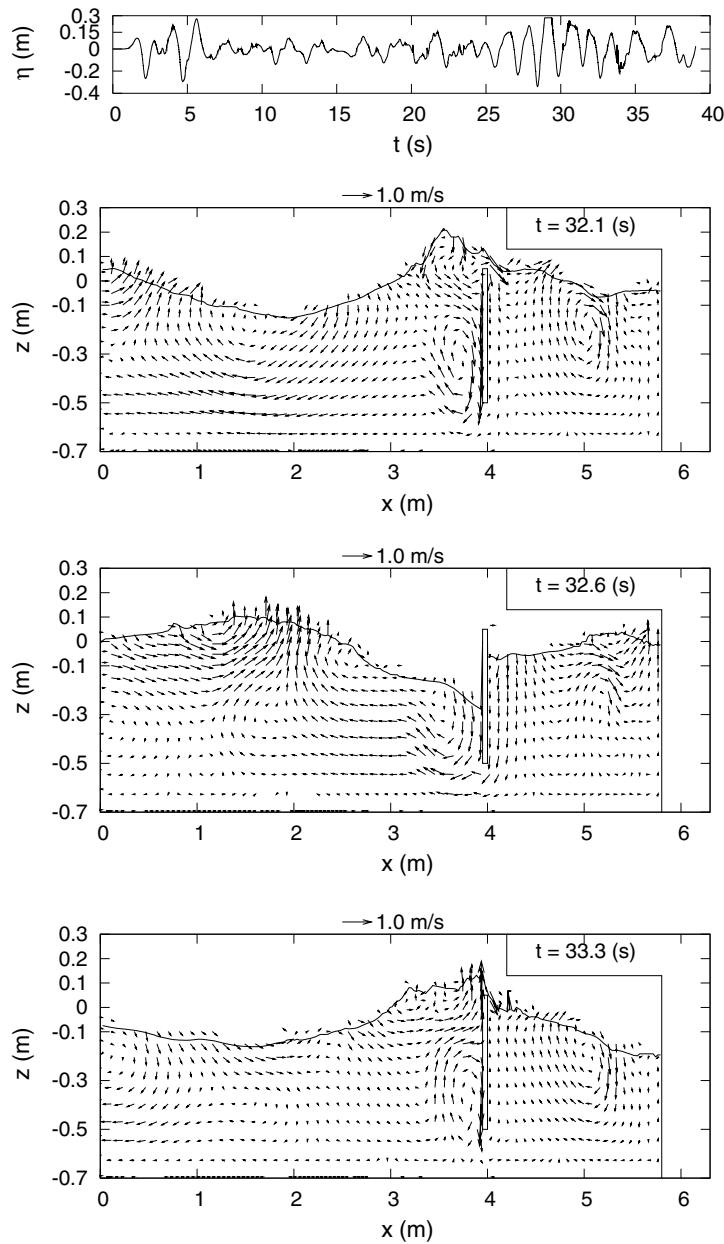 0.3
0.15
0
-0.2
-0.4
η (m)
0 5 10 15 20 25 30 35 40
t (s)
1.0 m/s
t = 32.1 (s)
0.3
0.2
0.1
0
-0.1
-0.3
-0.5
-0.7
z (m)
0 1 2 3 4 5 6
x (m)
1.0 m/s
t = 32.6 (s)
0.3
0.2
0.1
0
-0.1
-0.3
-0.5
-0.7
z (m)
0 1 2 3 4 5 6
x (m)
1.0 m/s
t = 33.3 (s)
0.3
0.2
0.1
0
-0.1
-0.3
-0.5
-0.7
z (m)
0 1 2 3 4 5 6
x (m)